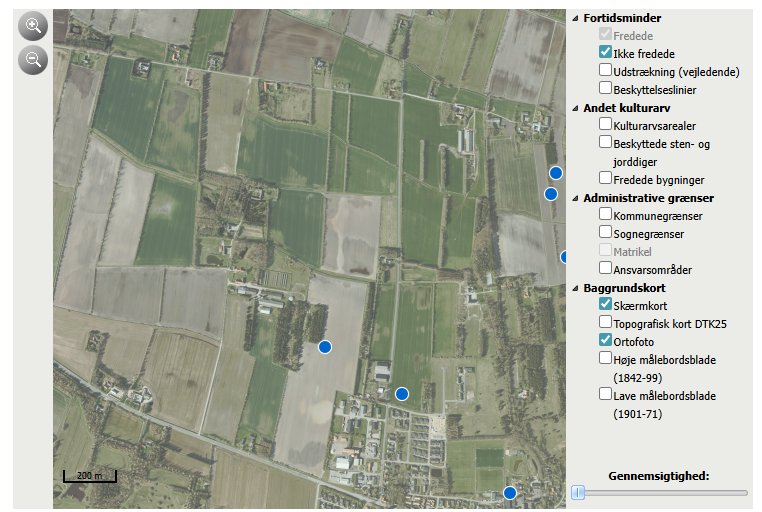 Fortidsminder
Fredede
Ikke fredede
Udstrækning (vejledende)
Beskyttelseslinier
Andet kulturarv
Kulturarvsarealer
Beskyttede sten- og
jorddiger
Fredede bygninger
Administrative grænser
Kommunegrænser
Sognegrænser
Matrikel
Ansvarsområder
Baggrundskort
Skærmkort
Topografisk kort DTK25
Ortofoto
Høje målebordsblade
(1842-99)
Lave målebordsblade
(1901-71)
200 m
Gennemsigtighed: